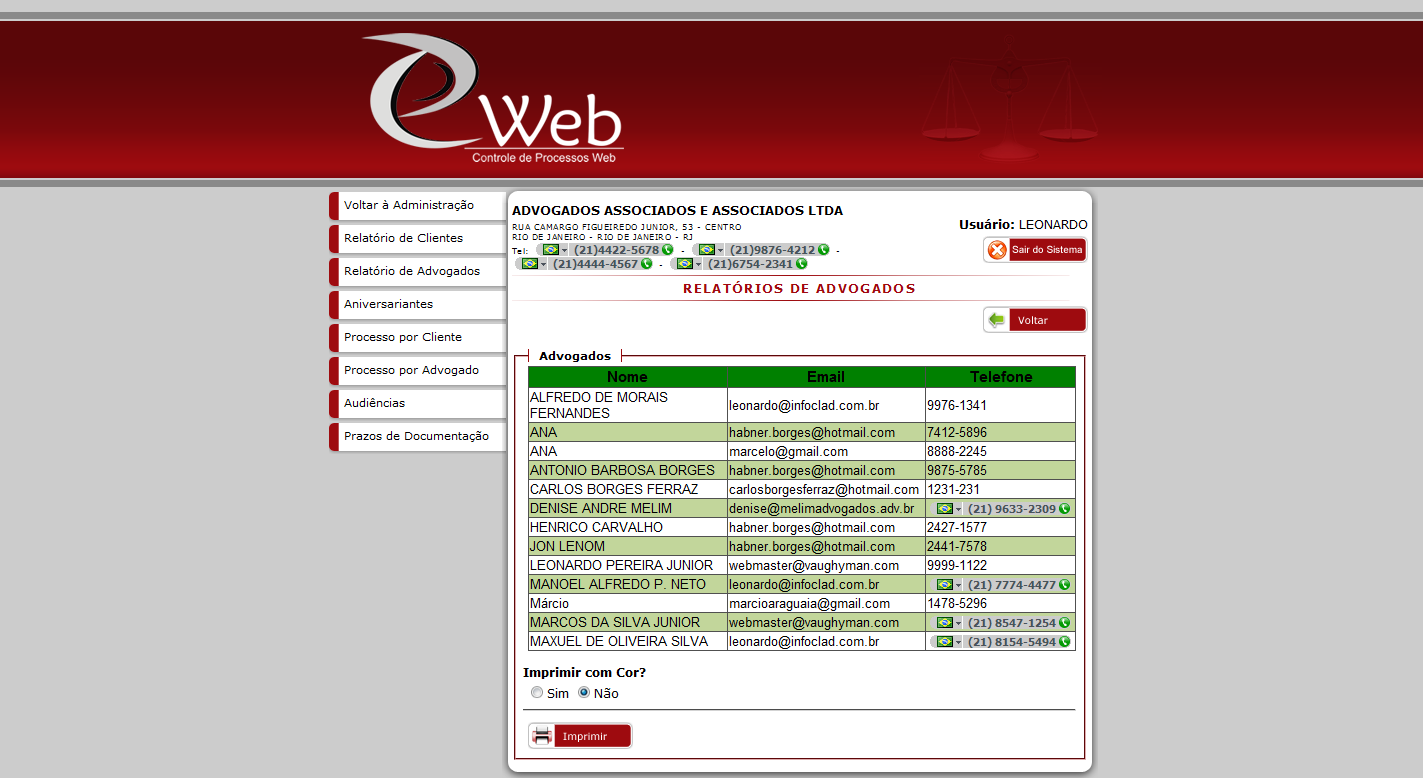 Web
Controle de Processos Web
Voltar à Administração
Relatório de Clientes
Relatório de Advogados
Aniversariantes
Processo por Cliente
Processo por Advogado
Audiências
Prazos de Documentação
ADVOGADOS ASSOCIADOS E ASSOCIADOS LTDA
RUA CAMARGO FIGUEIREDO JUNIOR, 53 - CENTRO
RIO DE JANEIRO - RIO DE JANEIRO - RJ
Tel: (21)4422-5678 - (21)9876-4212 -
(21)4444-4567 - (21)6754-2341
Usuário: LEONARDO
Sair do Sistema
RELATÓRIOS DE ADVOGADOS
Voltar
Advogados
Nome Email Telefone
ALFREDO DE MORAIS
FERNANDES leonardo@infoclad.com.br 9976-1341
ANA habner.borges@hotmail.com 7412-5896
ANA marcelo@gmail.com 8888-2245
ANTONIO BARBOSA BORGES habner.borges@hotmail.com 9875-5785
CARLOS BORGES FERRAZ carlosborgesferraz@hotmail.com 1231-231
DENISE ANDRE MELIM denise@melimadvogados.adv.br (21) 9633-2309
HENRICO CARVALHO habner.borges@hotmail.com 2427-1577
JON LENOM habner.borges@hotmail.com 2441-7578
LEONARDO PEREIRA JUNIOR webmaster@vaughyman.com 9999-1122
MANOEL ALFREDO P. NETO leonardo@infoclad.com.br (21) 7774-4477
Márcio marcioaraguaia@gmail.com 1478-5296
MARCOS DA SILVA JUNIOR webmaster@vaughyman.com (21) 8547-1254
MAXUEL DE OLIVEIRA SILVA leonardo@infoclad.com.br (21) 8154-5494
Imprimir com Cor?
Sim Não
Imprimir